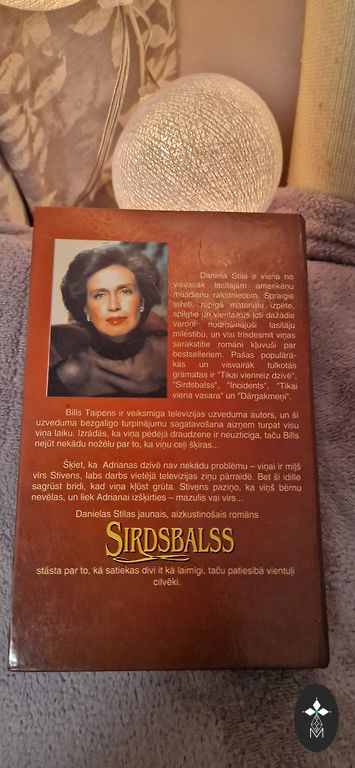 Daniela Stila ir viena no
visvairāk lasītajām amerikāņu
mūsdienu rakstniecēm. Spraigie
sižeti, rūpīga materiālu izpēte,
spilgtie un vienlaikus ļoti dažādie
varoņi nodrošinājuši lasītāju
mīlestību, un visi trīsdesmit viņas
sarakstītie romāni kļuvuši par
bestselleriem. Pašas populārā-
kās un visvairāk tulkotās
grāmatas ir "Tikai vienreiz dzīvē",
"Sirdsbalss", "Incidents", "Tikai
viena vasara" un "Dārgakmeņi".
Bills Taipens ir veiksmīga televīzijas uzveduma autors, un šī
uzveduma bezgalīgo turpinājumu sagatavošana aizņem turpat visu
viņa laiku. Izrādās, ka viņa pēdējā draudzene ir neuzticīga, taču Bills
nejūt nekādu nožēlu par to, ka viņu ceļi šķiras...
Šķiet, ka Adrianas dzīvē nav nekādu problēmu – viņai ir mīļš
vīrs Stīvens, labs darbs vietējā televīzijas ziņu pārraidē. Bet šī idille
sagrūst brīdī, kad viņa kļūst grūta. Stīvens paziņo, ka viņš bērnu
nevēlas, un liek Adrianai izšķirties – mazulis vai vīrs...
Danielas Stilas jaunais, aizkustinošais romāns
SIRDSBALSS
stāsta par to, kā satiekas divi it kā laimīgi, taču patiesībā vientuļi
cilvēki.
M